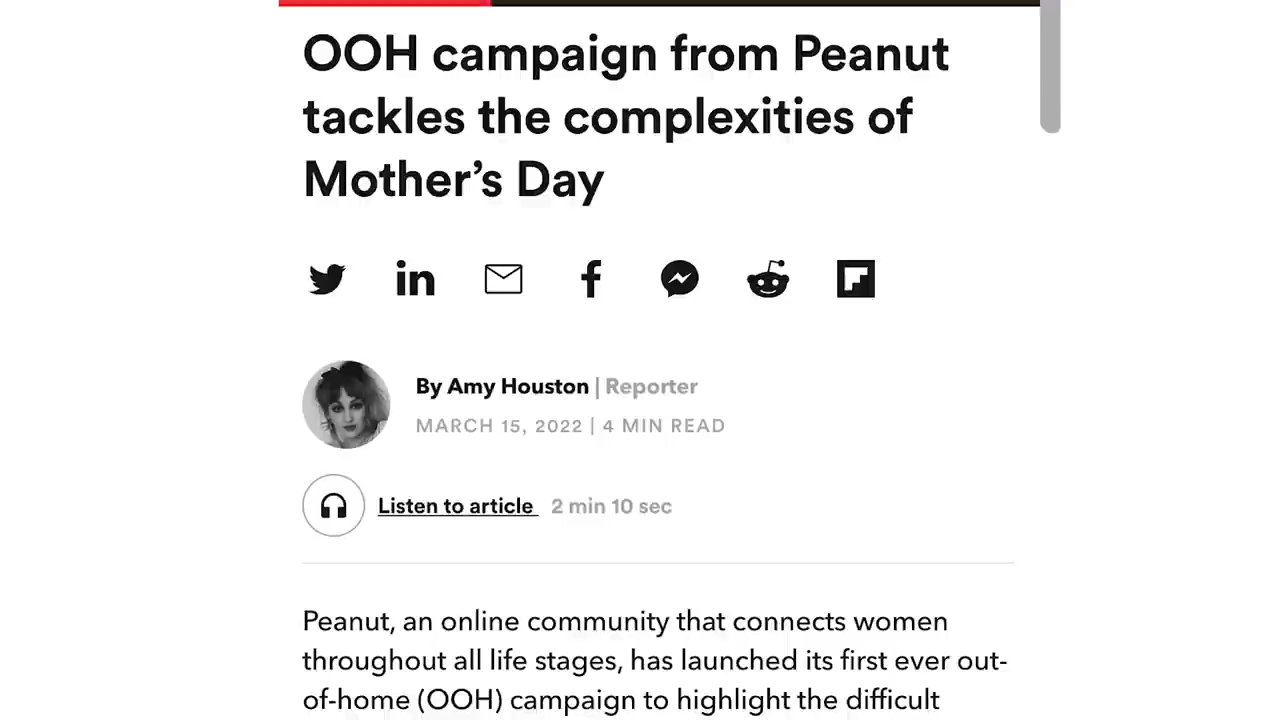 OOH campaign from Peanut
tackles the complexities of
Mother’s Day
By Amy Houston | Reporter
MARCH 15, 2022 | 4 MIN READ
Listen to article 2 min 10 sec
Peanut, an online community that connects women
throughout all life stages, has launched its first ever out-
of-home (OOH) campaign to highlight the difficult